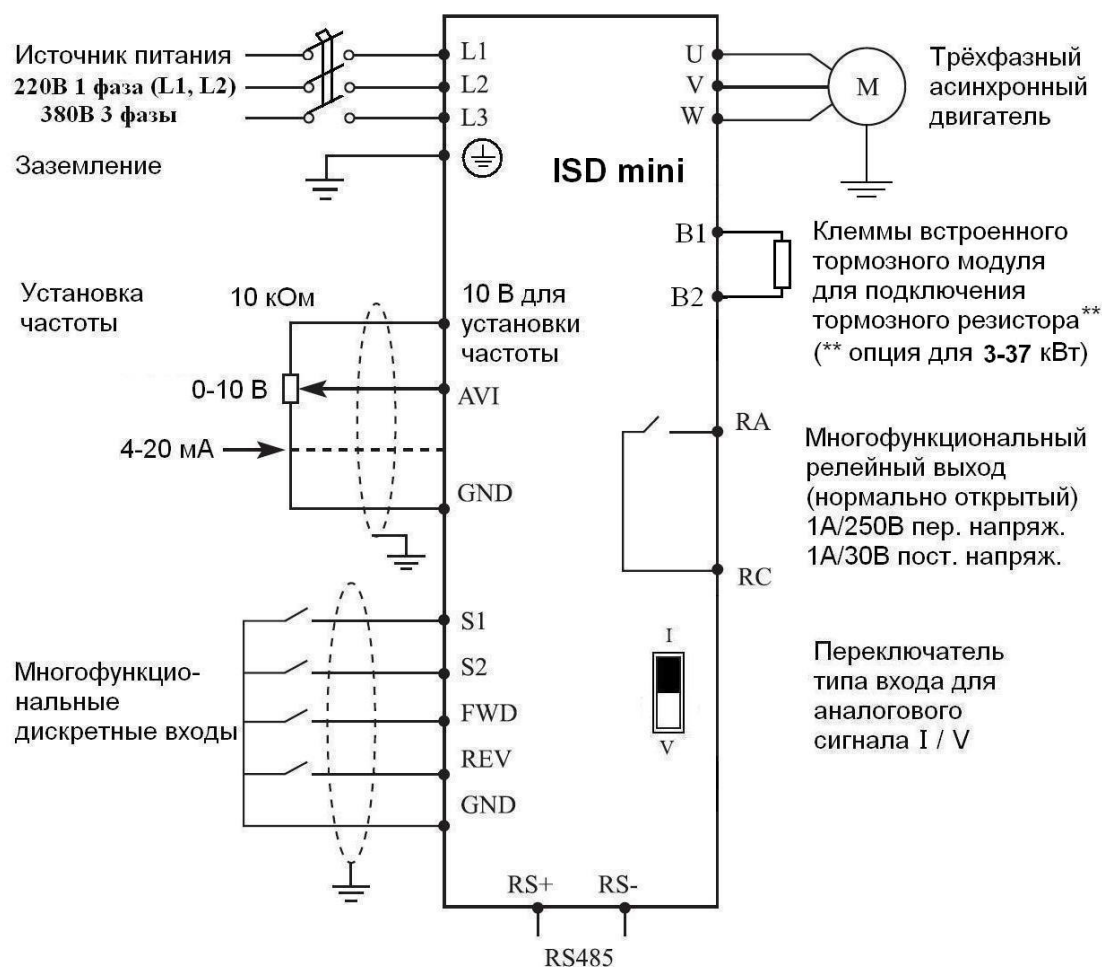 Источник питания
220В 1 фаза (L1, L2)
380В 3 фазы
Заземление
L1
L2
L3
ISD mini
U
V
W
M
Трёхфазный
асинхронный
двигатель
B1
B2
Клеммы встроенного
тормозного модуля
для подключения
тормозного резистора**
(** опция для 3-37 кВт)
Установка
частоты
10 кОм
0-10 В
4-20 мА
10 В для
установки
частоты
AVI
GND
RA
RC
Многофункциональный
релейный выход
(нормально открытый)
1А/250В пер. напряж.
1А/30В пост. напряж.
Многофункцио-
нальные
дискретные входы
S1
S2
FWD
REV
GND
I
V
Переключатель
типа входа для
аналогового
сигнала I / V
RS+
RS-
RS485